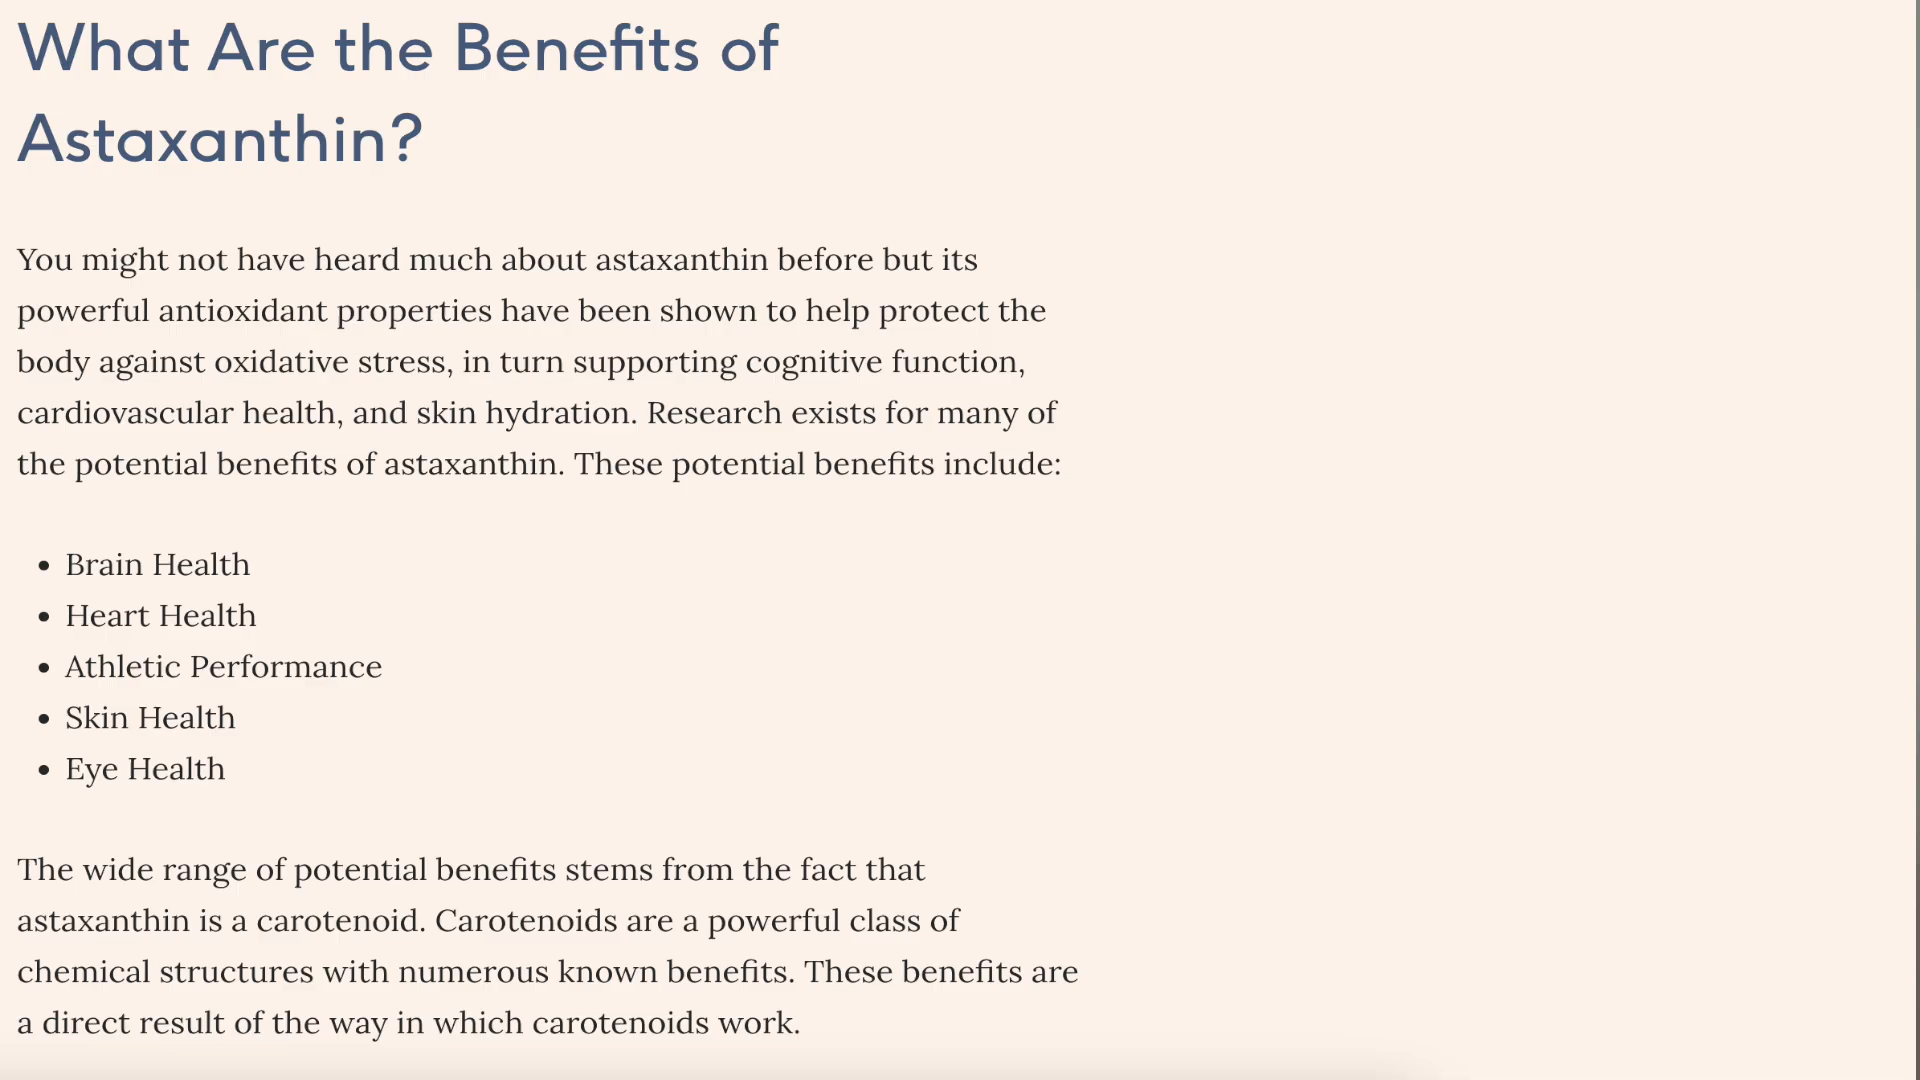 What Are the Benefits of
Astaxanthin?
You might not have heard much about astaxanthin before but its
powerful antioxidant properties have been shown to help protect the
body against oxidative stress, in turn supporting cognitive function,
cardiovascular health, and skin hydration. Research exists for many of
the potential benefits of astaxanthin. These potential benefits include:
• Brain Health
• Heart Health
• Athletic Performance
• Skin Health
• Eye Health
The wide range of potential benefits stems from the fact that
astaxanthin is a carotenoid. Carotenoids are a powerful class of
chemical structures with numerous known benefits. These benefits are
a direct result of the way in which carotenoids work.